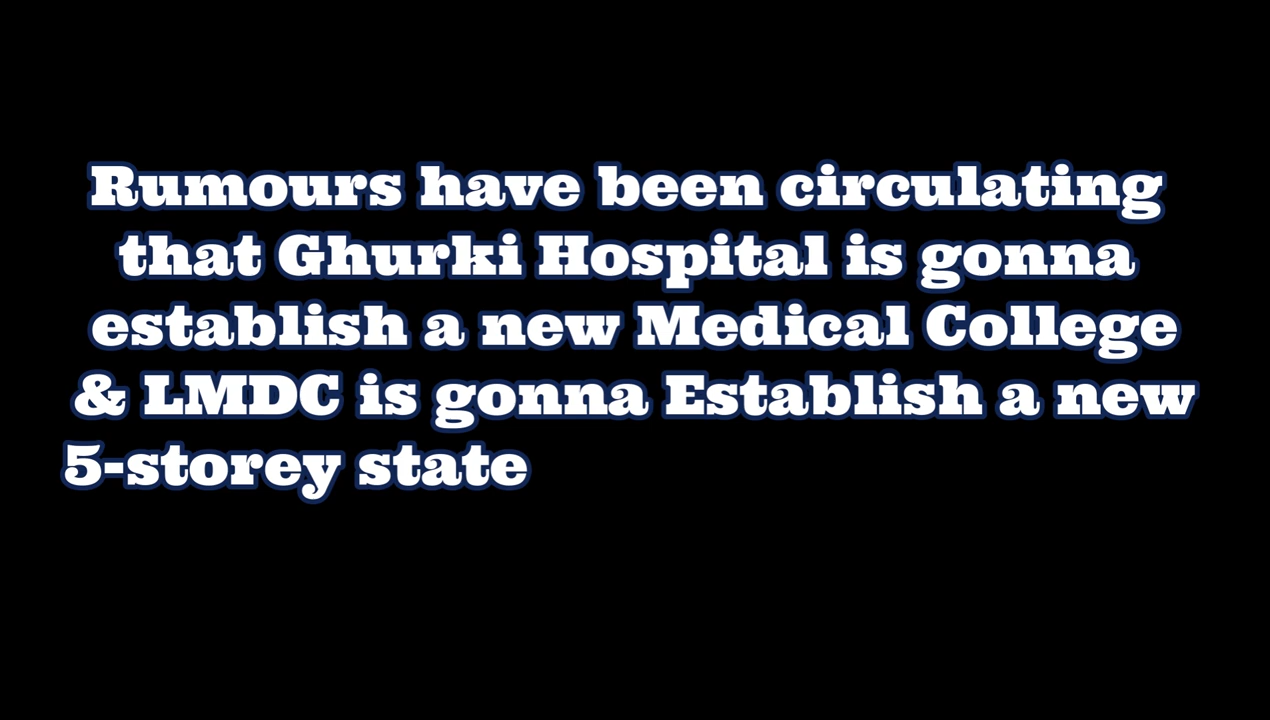 Rumours have been circulating
that Ghurki Hospital is gonna
establish a new Medical College
& LMDC is gonna Establish a new
5-storey state